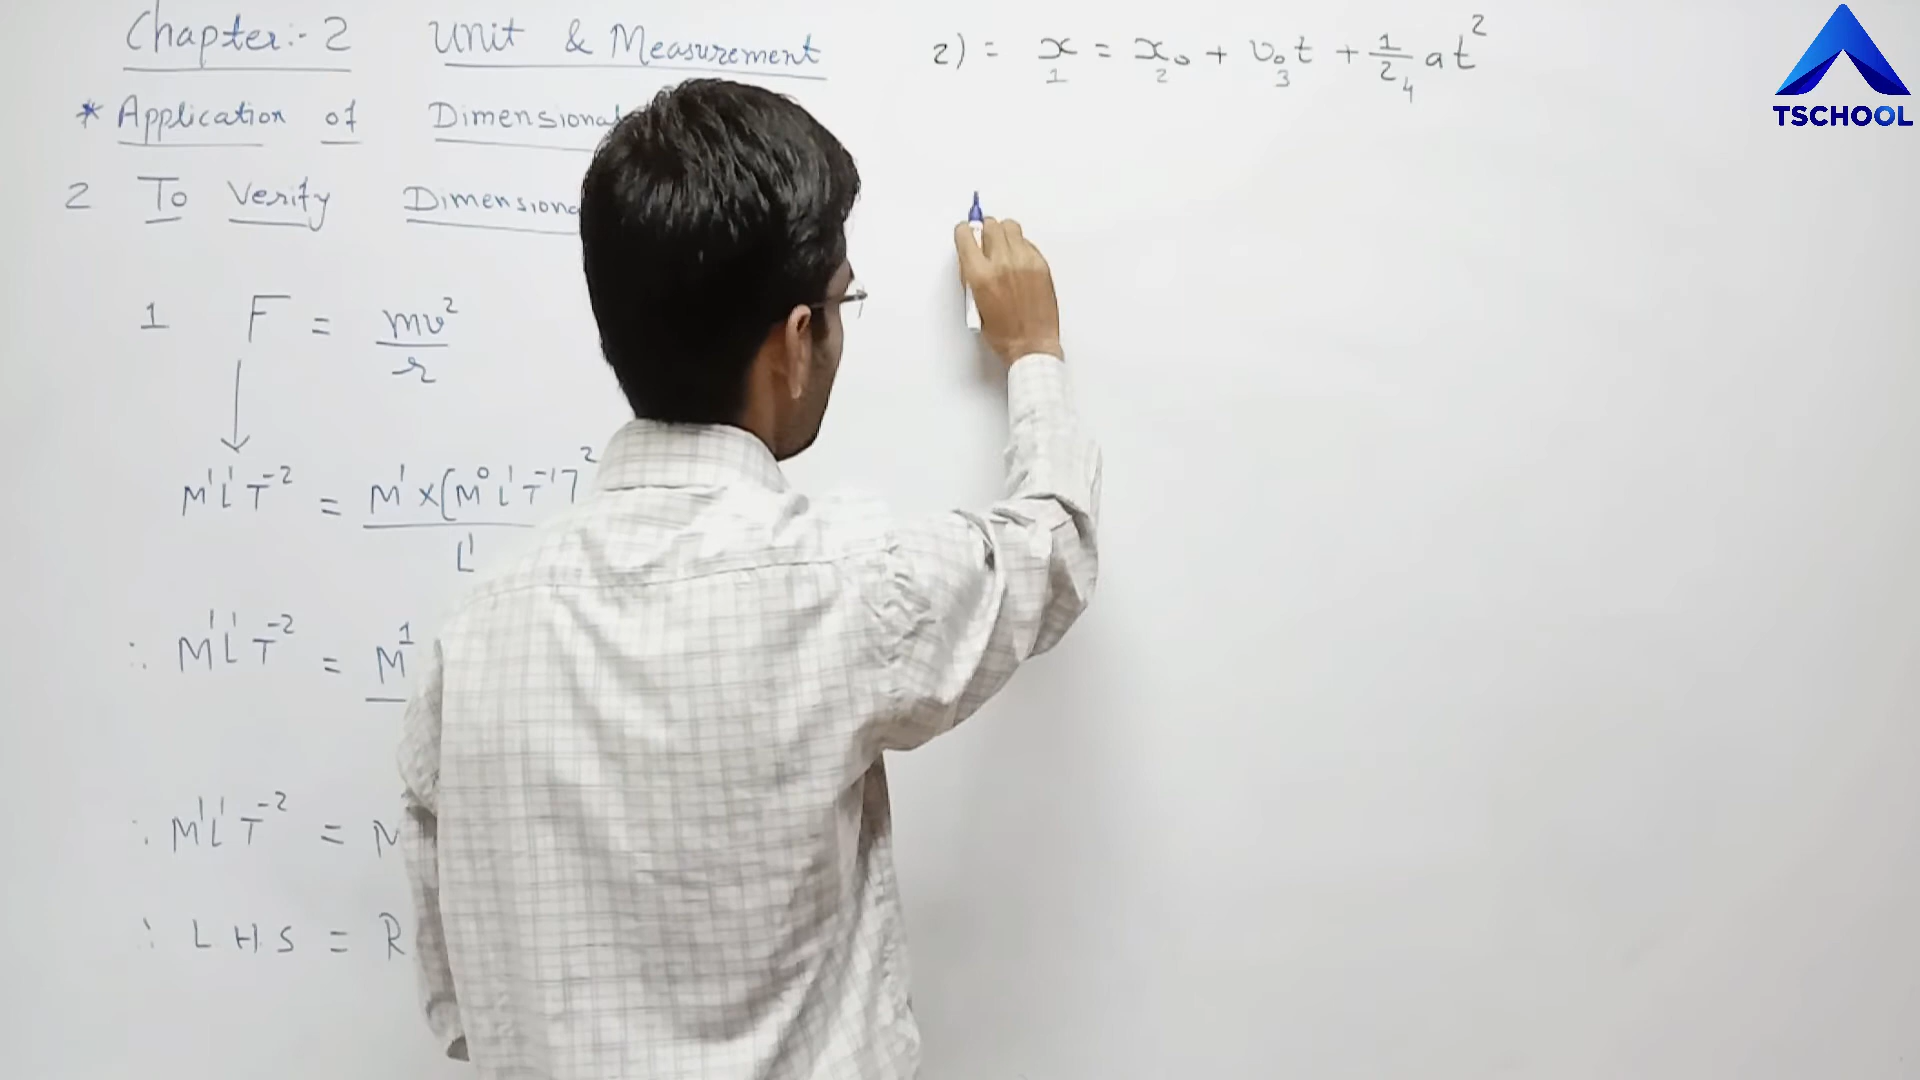 Chapter:- 2 Unit & Measurement
* Application of Dimensional
2 To Verify
1 F = mv²/r
M¹L¹T⁻² = M¹×[M⁰L¹T⁻¹]²/L¹
∴ M¹L¹T⁻² = M¹
∴ M¹L¹T⁻² =
∴ LHS = R
2) = x = x₀ + v₀t + 1/2 at²
1 2 3 4
TSCHOOL